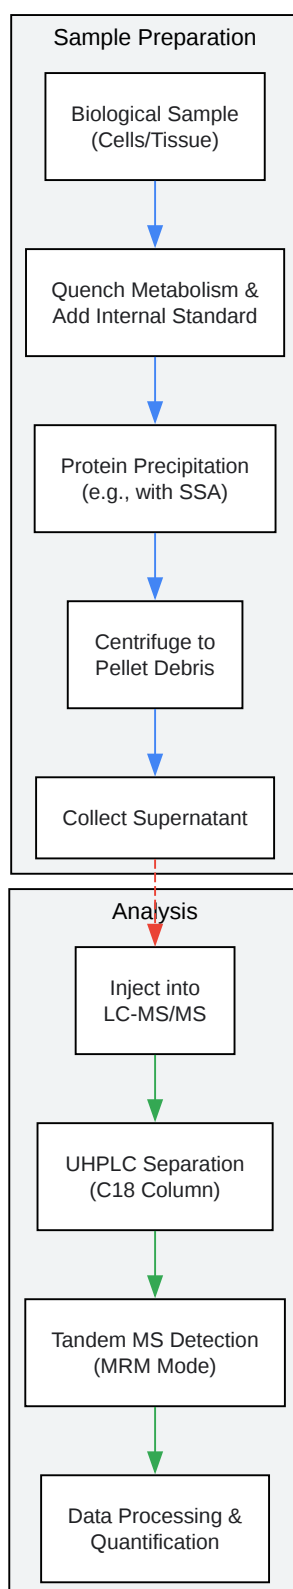 Sample Preparation
Biological Sample
(Cells/Tissue)
Quench Metabolism &
Add Internal Standard
Protein Precipitation
(e.g., with SSA)
Centrifuge to
Pellet Debris
Collect Supernatant
Analysis
Inject into
LC-MS/MS
UHPLC Separation
(C18 Column)
Tandem MS Detection
(MRM Mode)
Data Processing &
Quantification